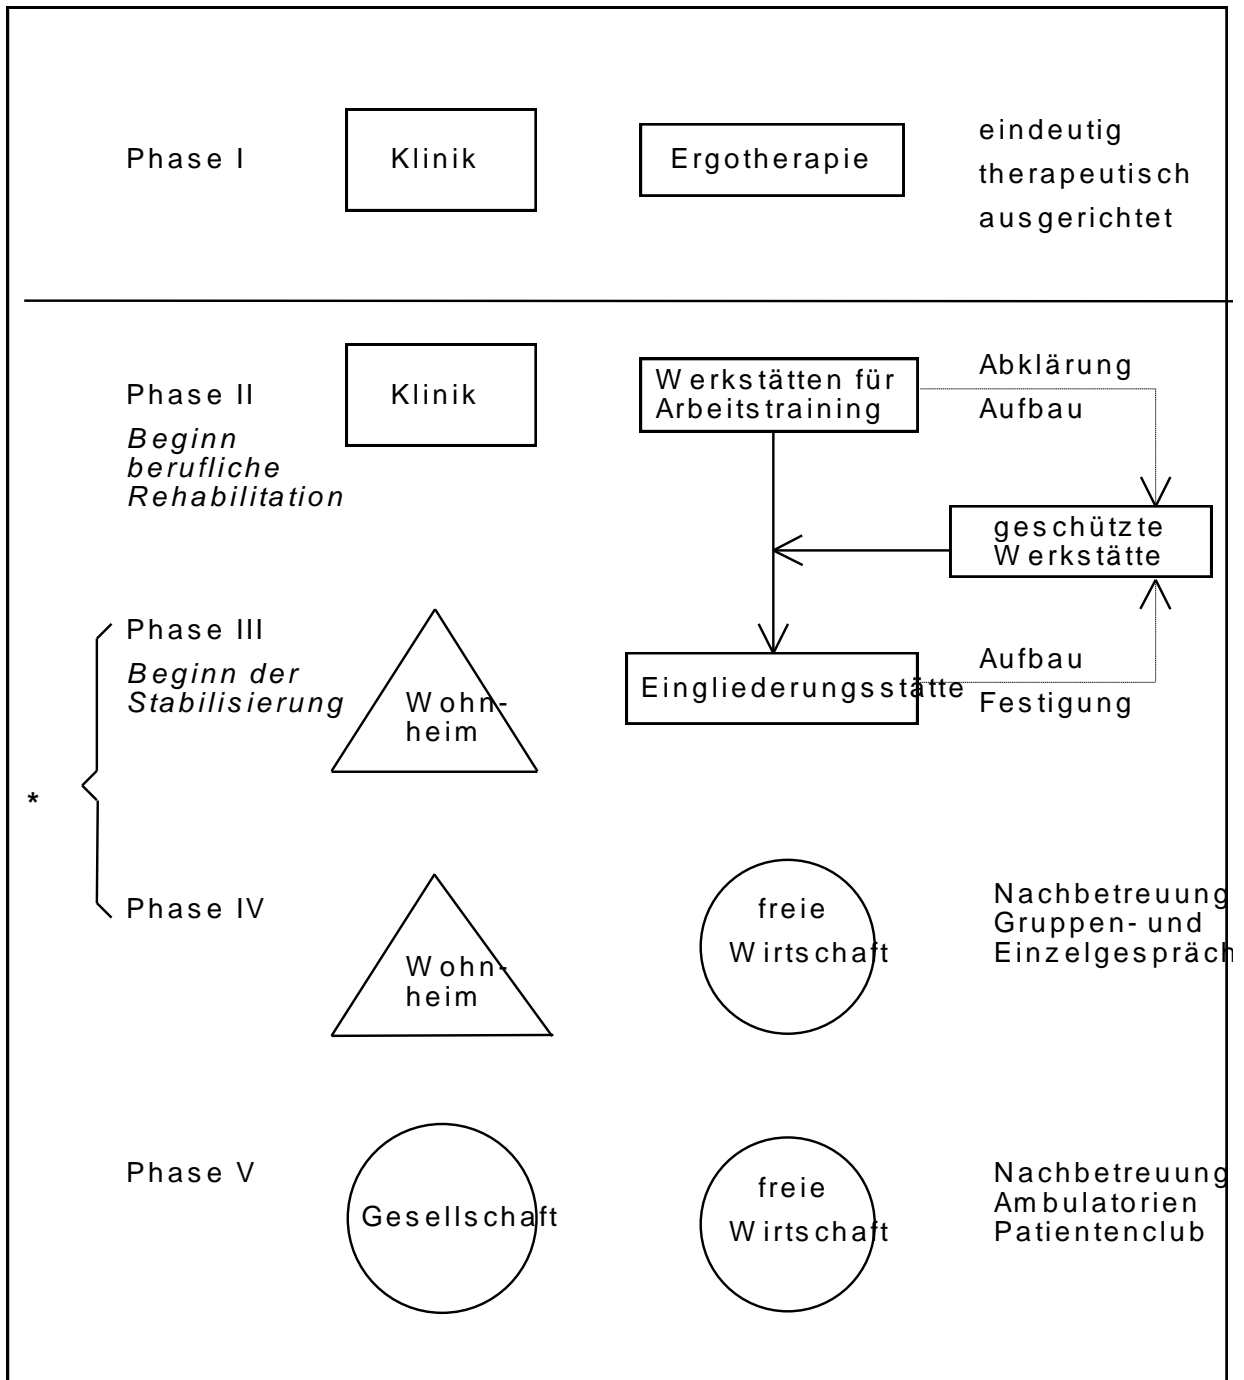 Phase I
Klinik
Ergotherapie
eindeutig
therapeutisch
ausgerichtet
Phase II
Beginn
berufliche
Rehabilitation
Klinik
Werkstätten für
Arbeitstraining
Abklärung
Aufbau
geschützte
Werkstätte
Phase III
Beginn der
Stabilisierung
Wohn-
heim
Eingliederungsstätte
Aufbau
Festigung
*
Phase IV
Wohn-
heim
freie
Wirtschaft
Nachbetreuung
Gruppen- und
Einzelgespräch
Phase V
Gesellschaft
freie
Wirtschaft
Nachbetreuung
Ambulatorien
Patientenclub